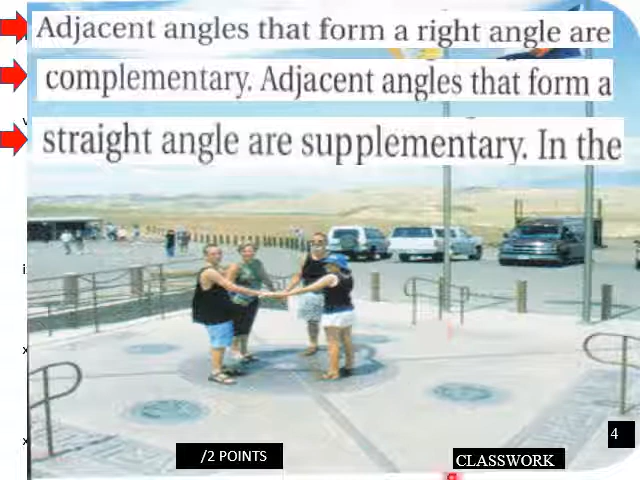 Adjacent angles that form a right angle are
complementary. Adjacent angles that form a
straight angle are supplementary. In the
4
/2 POINTS
CLASSWORK